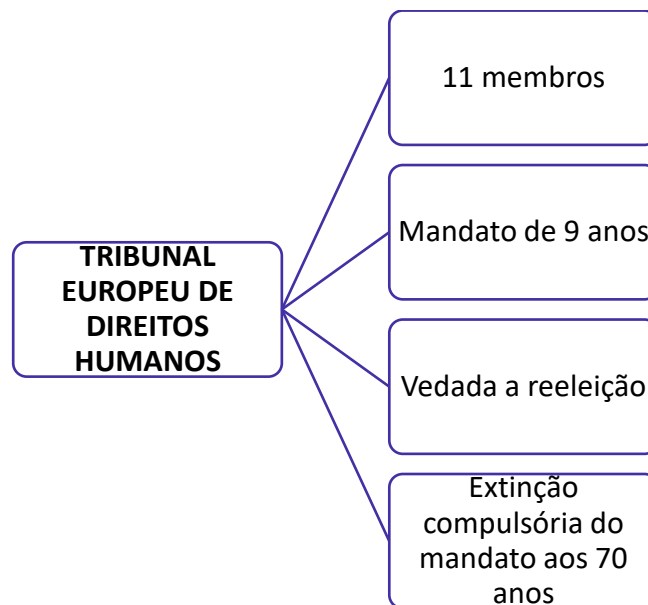 TRIBUNAL
EUROPEU DE
DIREITOS
HUMANOS
11 membros
Mandato de 9 anos
Vedada a reeleição
Extinção
compulsória do
mandato aos 70
anos